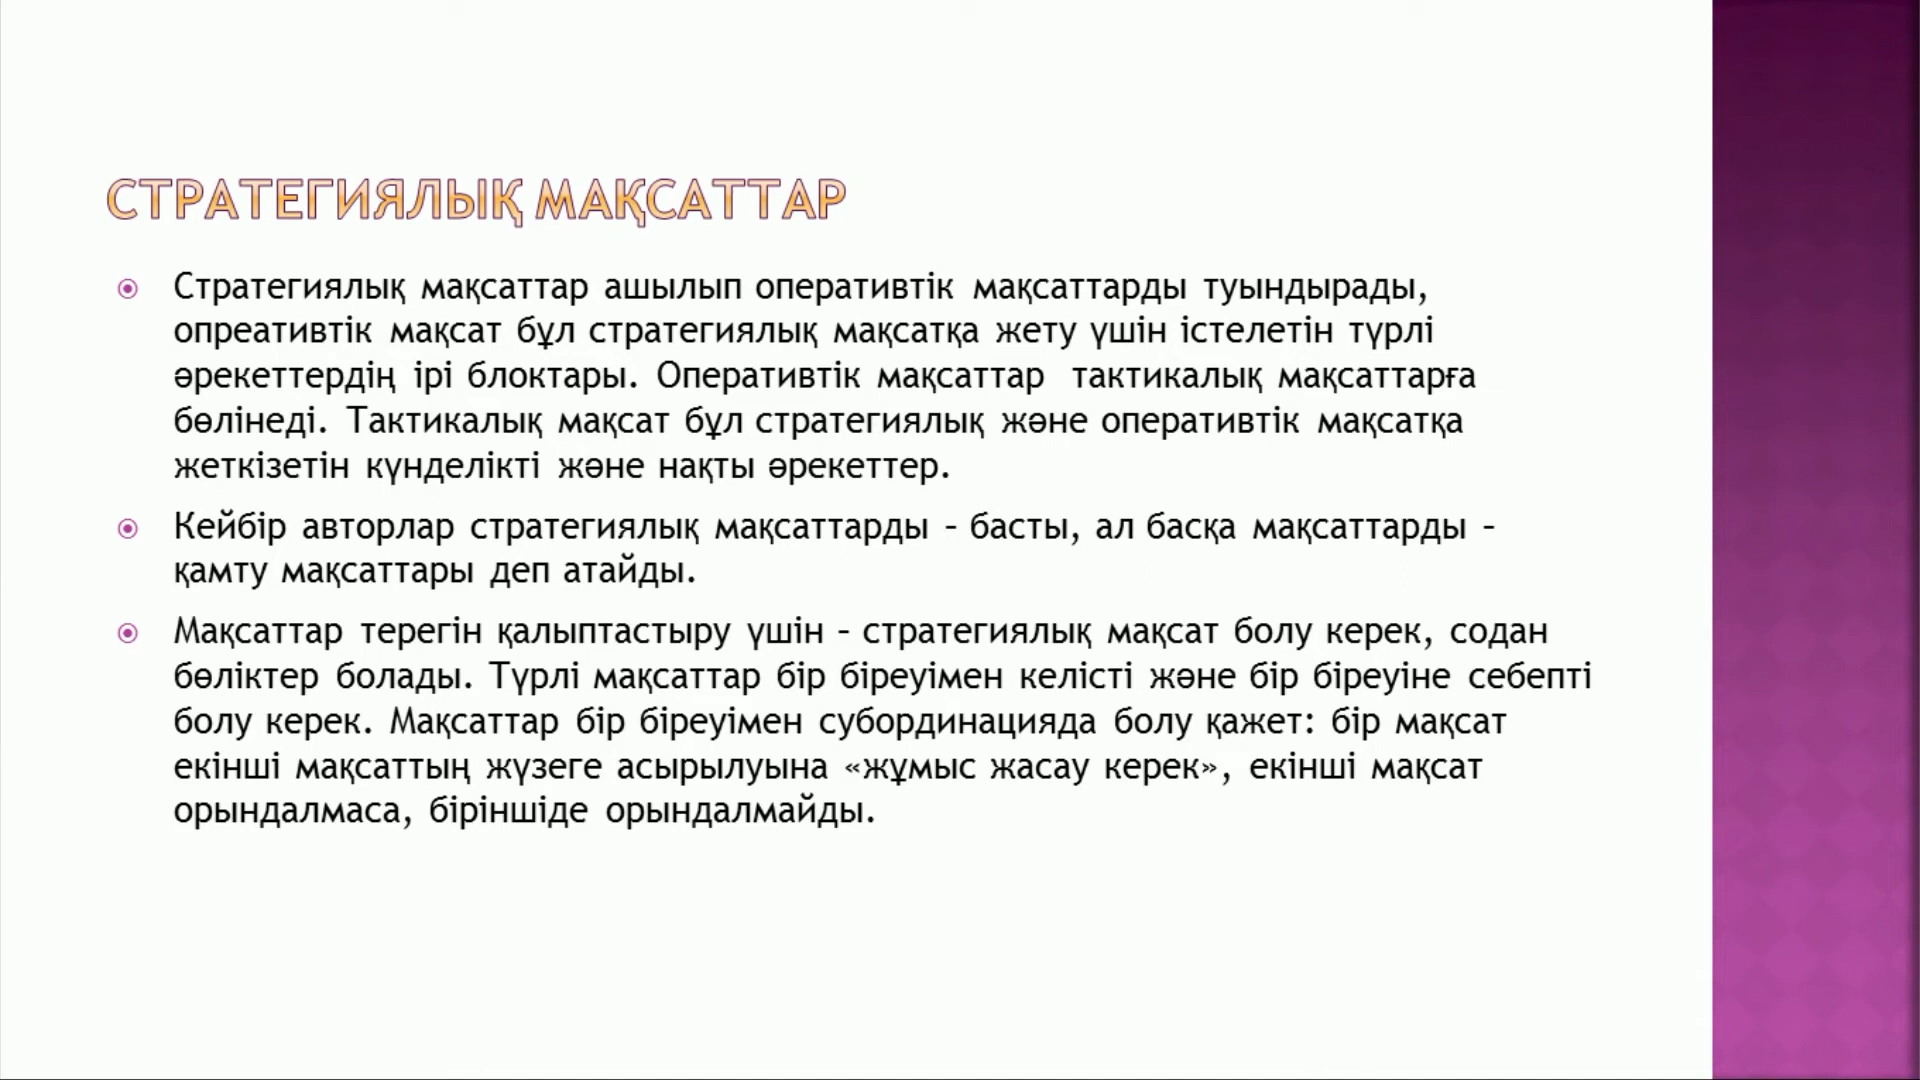 СТРАТЕГИЯЛЫҚ МАҚСАТТАР
Стратегиялық мақсаттар ашылып оперативтік мақсаттарды туындырады,
опреативтік мақсат бұл стратегиялық мақсатқа жету үшін істелетін түрлі
әрекеттердің ірі блоктары. Оперативтік мақсаттар тактикалық мақсаттарға
бөлінеді. Тактикалық мақсат бұл стратегиялық және оперативтік мақсатқа
жеткізетін күнделікті және нақты әрекеттер.
Кейбір авторлар стратегиялық мақсаттарды – басты, ал басқа мақсаттарды –
қамту мақсаттары деп атайды.
Мақсаттар терегін қалыптастыру үшін – стратегиялық мақсат болу керек, содан
бөліктер болады. Түрлі мақсаттар бір біреуімен келісті және бір біреуіне себепті
болу керек. Мақсаттар бір біреуімен субординацияда болу қажет: бір мақсат
екінші мақсаттың жүзеге асырылуына «жұмыс жасау керек», екінші мақсат
орындалмаса, біріншіде орындалмайды.